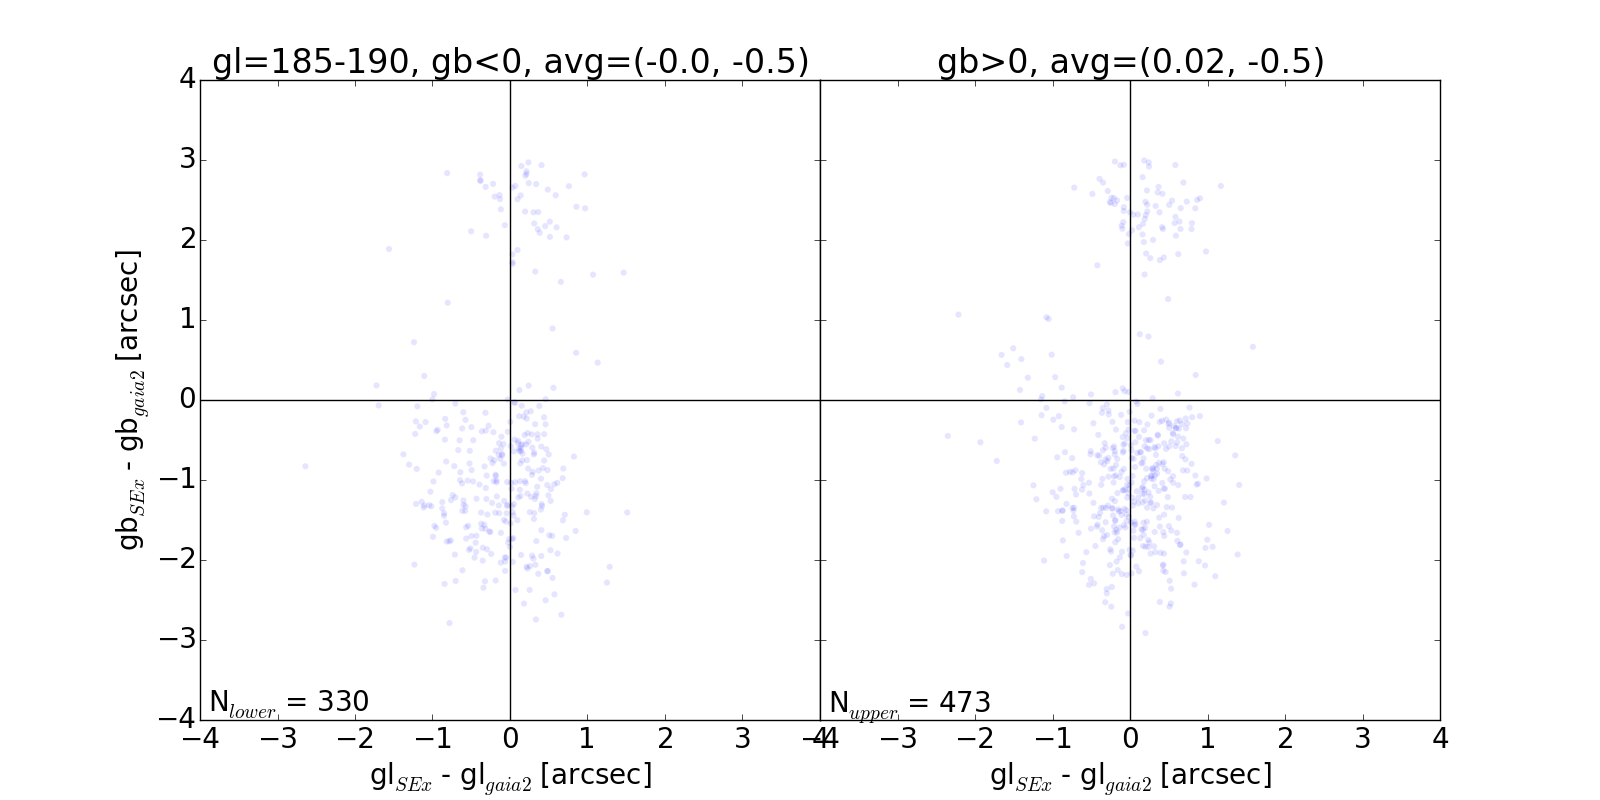 gl=185-190, gb<0, avg=(-0.0, -0.5)
gb>0, avg=(0.02, -0.5)
4
3
2
1
0
−1
−2
−3
−4
gb_SEx - gb_gaia2 [arcsec]
N_lower = 330
N_upper = 473
−4 −3 −2 −1 0 1 2 3 4
−4 −3 −2 −1 0 1 2 3 4
gl_SEx - gl_gaia2 [arcsec]
gl_SEx - gl_gaia2 [arcsec]